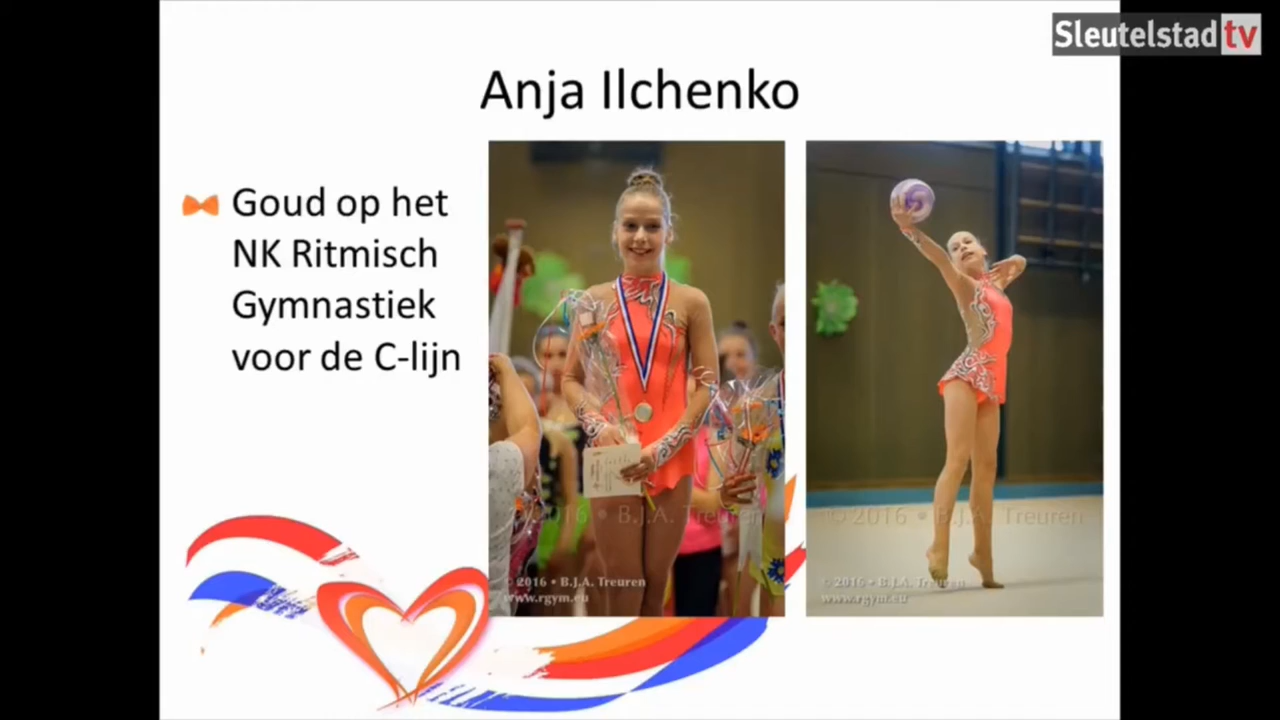 Sleutelstad tv
Anja Ilchenko
Goud op het
NK Ritmisch
Gymnastiek
voor de C-lijn
© 2016 • B.J.A. Treuren
© 2016 • B.J.A. Treuren
www.rgym.eu
© 2016 • B.J.A. Treuren
© 2016 • B.J.A. Treuren
www.rgym.eu